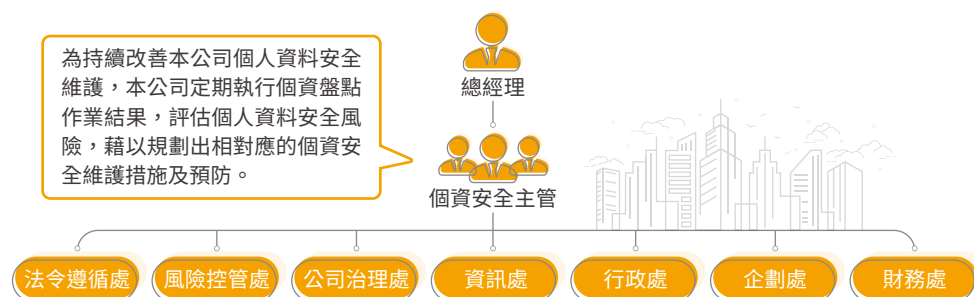 為持續改善本公司個人資料安全
維護，本公司定期執行個資盤點
作業結果，評估個人資料安全風
險，藉以規劃出相對應的個資安
全維護措施及預防。
總經理
個資安全主管
法令遵循處
風險控管處
公司治理處
資訊處
行政處
企劃處
財務處